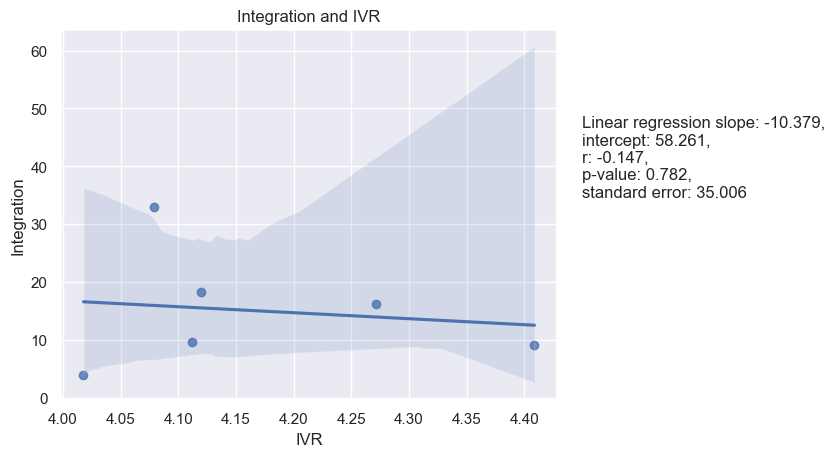 Integration and IVR
60
50
40
30
20
10
0
Integration
4.00 4.05 4.10 4.15 4.20 4.25 4.30 4.35 4.40
IVR
Linear regression slope: -10.379,
intercept: 58.261,
r: -0.147,
p-value: 0.782,
standard error: 35.006